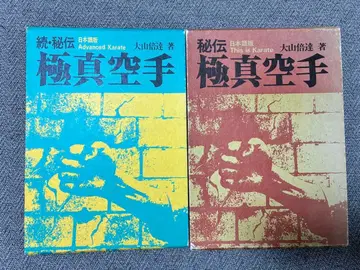 続・秘伝
日本語版
Advanced Karate
大山倍達 著
極真空手
秘伝
日本語版
This is Karate
大山倍達 著
極真空手